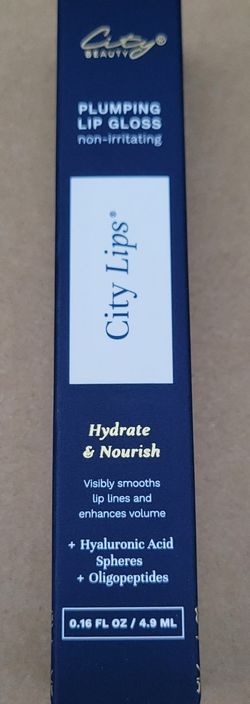 City®
BEAUTY
PLUMPING
LIP GLOSS
non-irritating
City Lips®
Hydrate
& Nourish
Visibly smooths
lip lines and
enhances volume
+ Hyaluronic Acid
Spheres
+ Oligopeptides
0.16 FL OZ / 4.9 ML